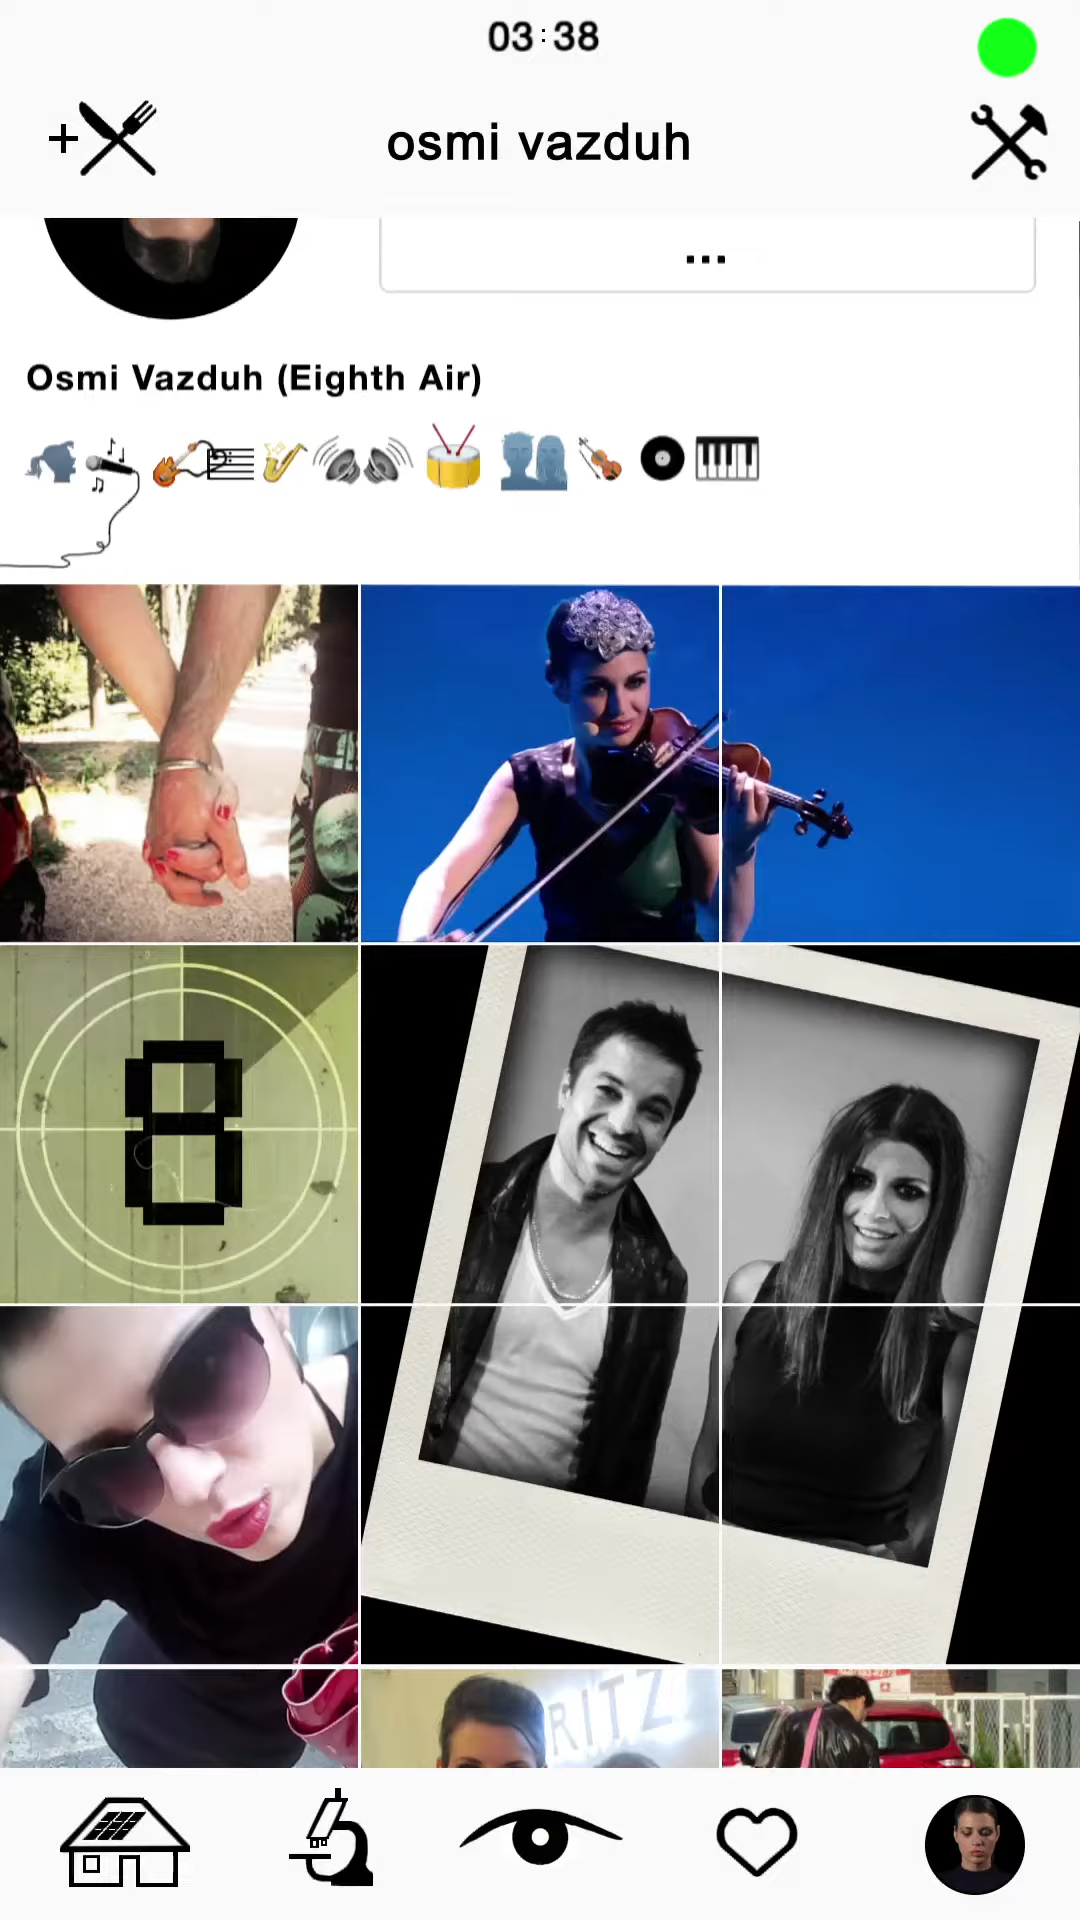 03:38
+
osmi vazduh
...
Osmi Vazduh (Eighth Air)
8
RITZ